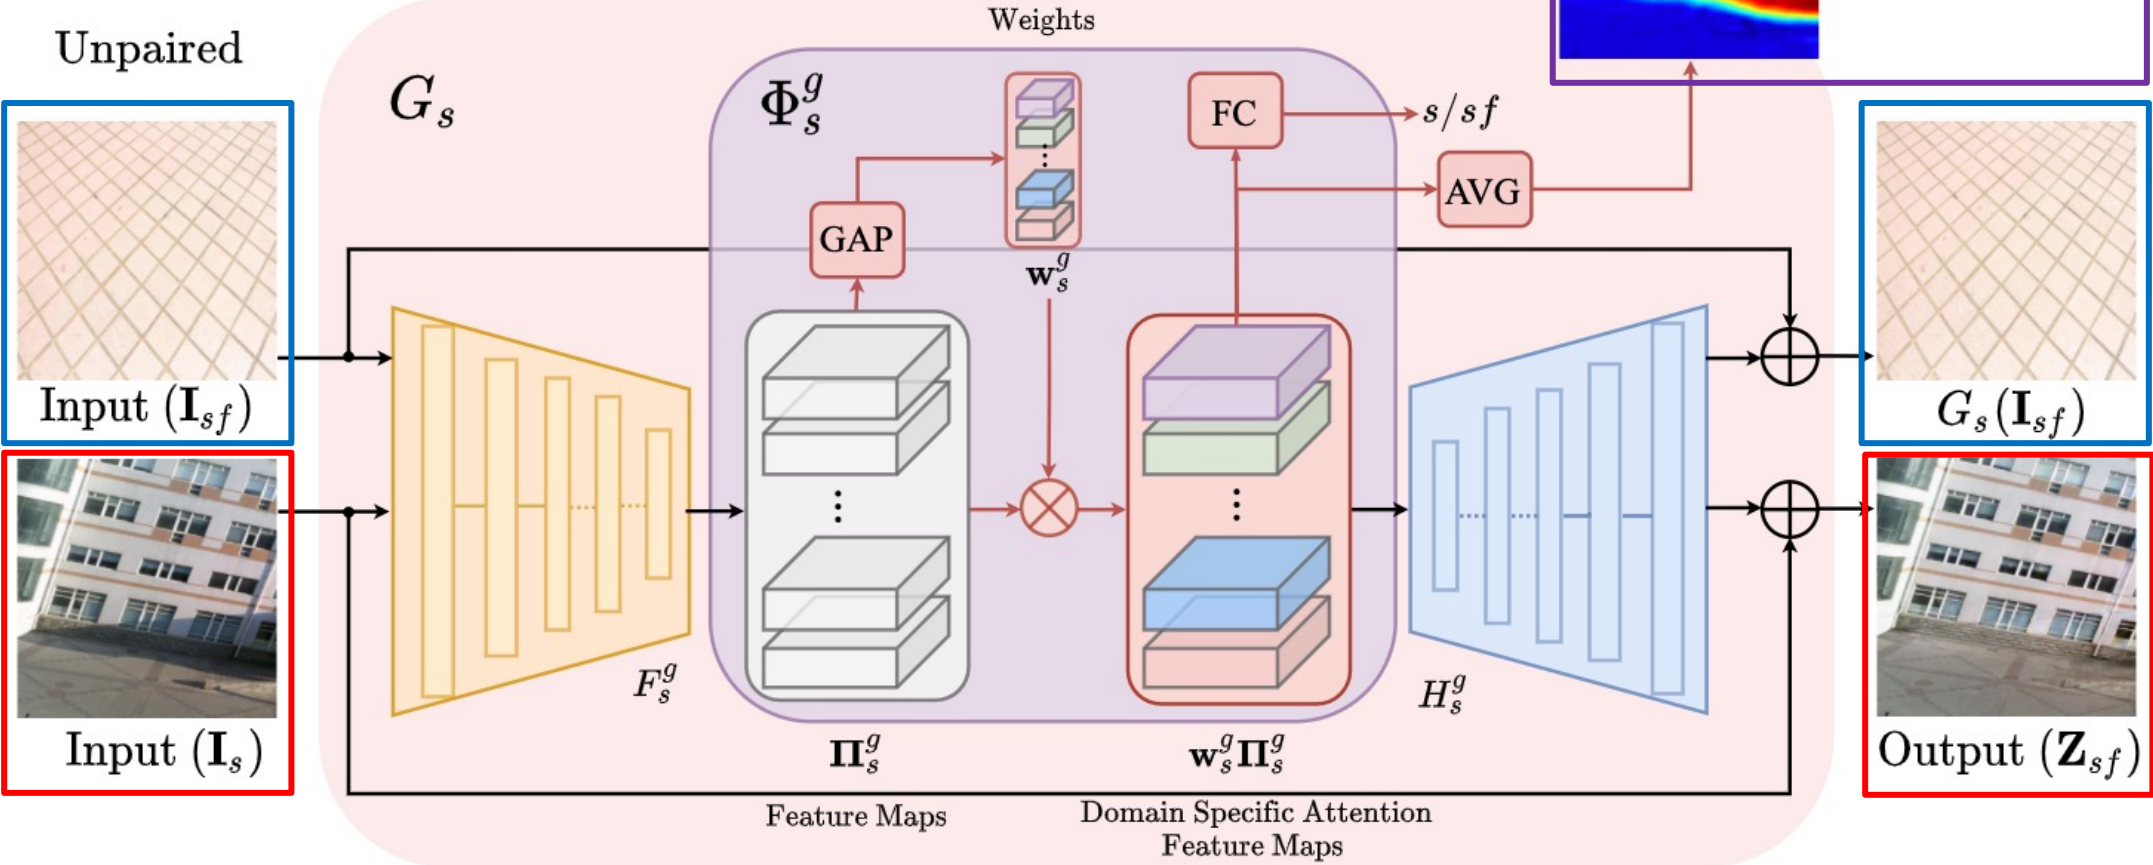 Weights
Unpaired
G_s
Φ_s^g
FC
s/sf
AVG
GAP
w_s^g
Input (I_sf)
G_s(I_sf)
F_s^g
H_s^g
Input (I_s)
Π_s^g
w_s^g Π_s^g
Output (Z_sf)
Feature Maps
Domain Specific Attention
Feature Maps